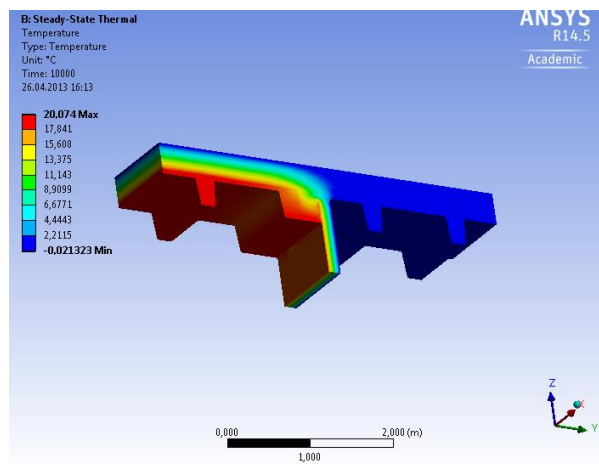 B: Steady-State Thermal
Temperature
Type: Temperature
Unit: °C
Time: 10000
26.04.2013 16:13
20,074 Max
17,841
15,608
13,375
11,143
8,9099
6,6771
4,4443
2,2115
-0,021323 Min
ANSYS
R14.5
Academic
0,000
2,000 (m)
1,000
Z
X
Y